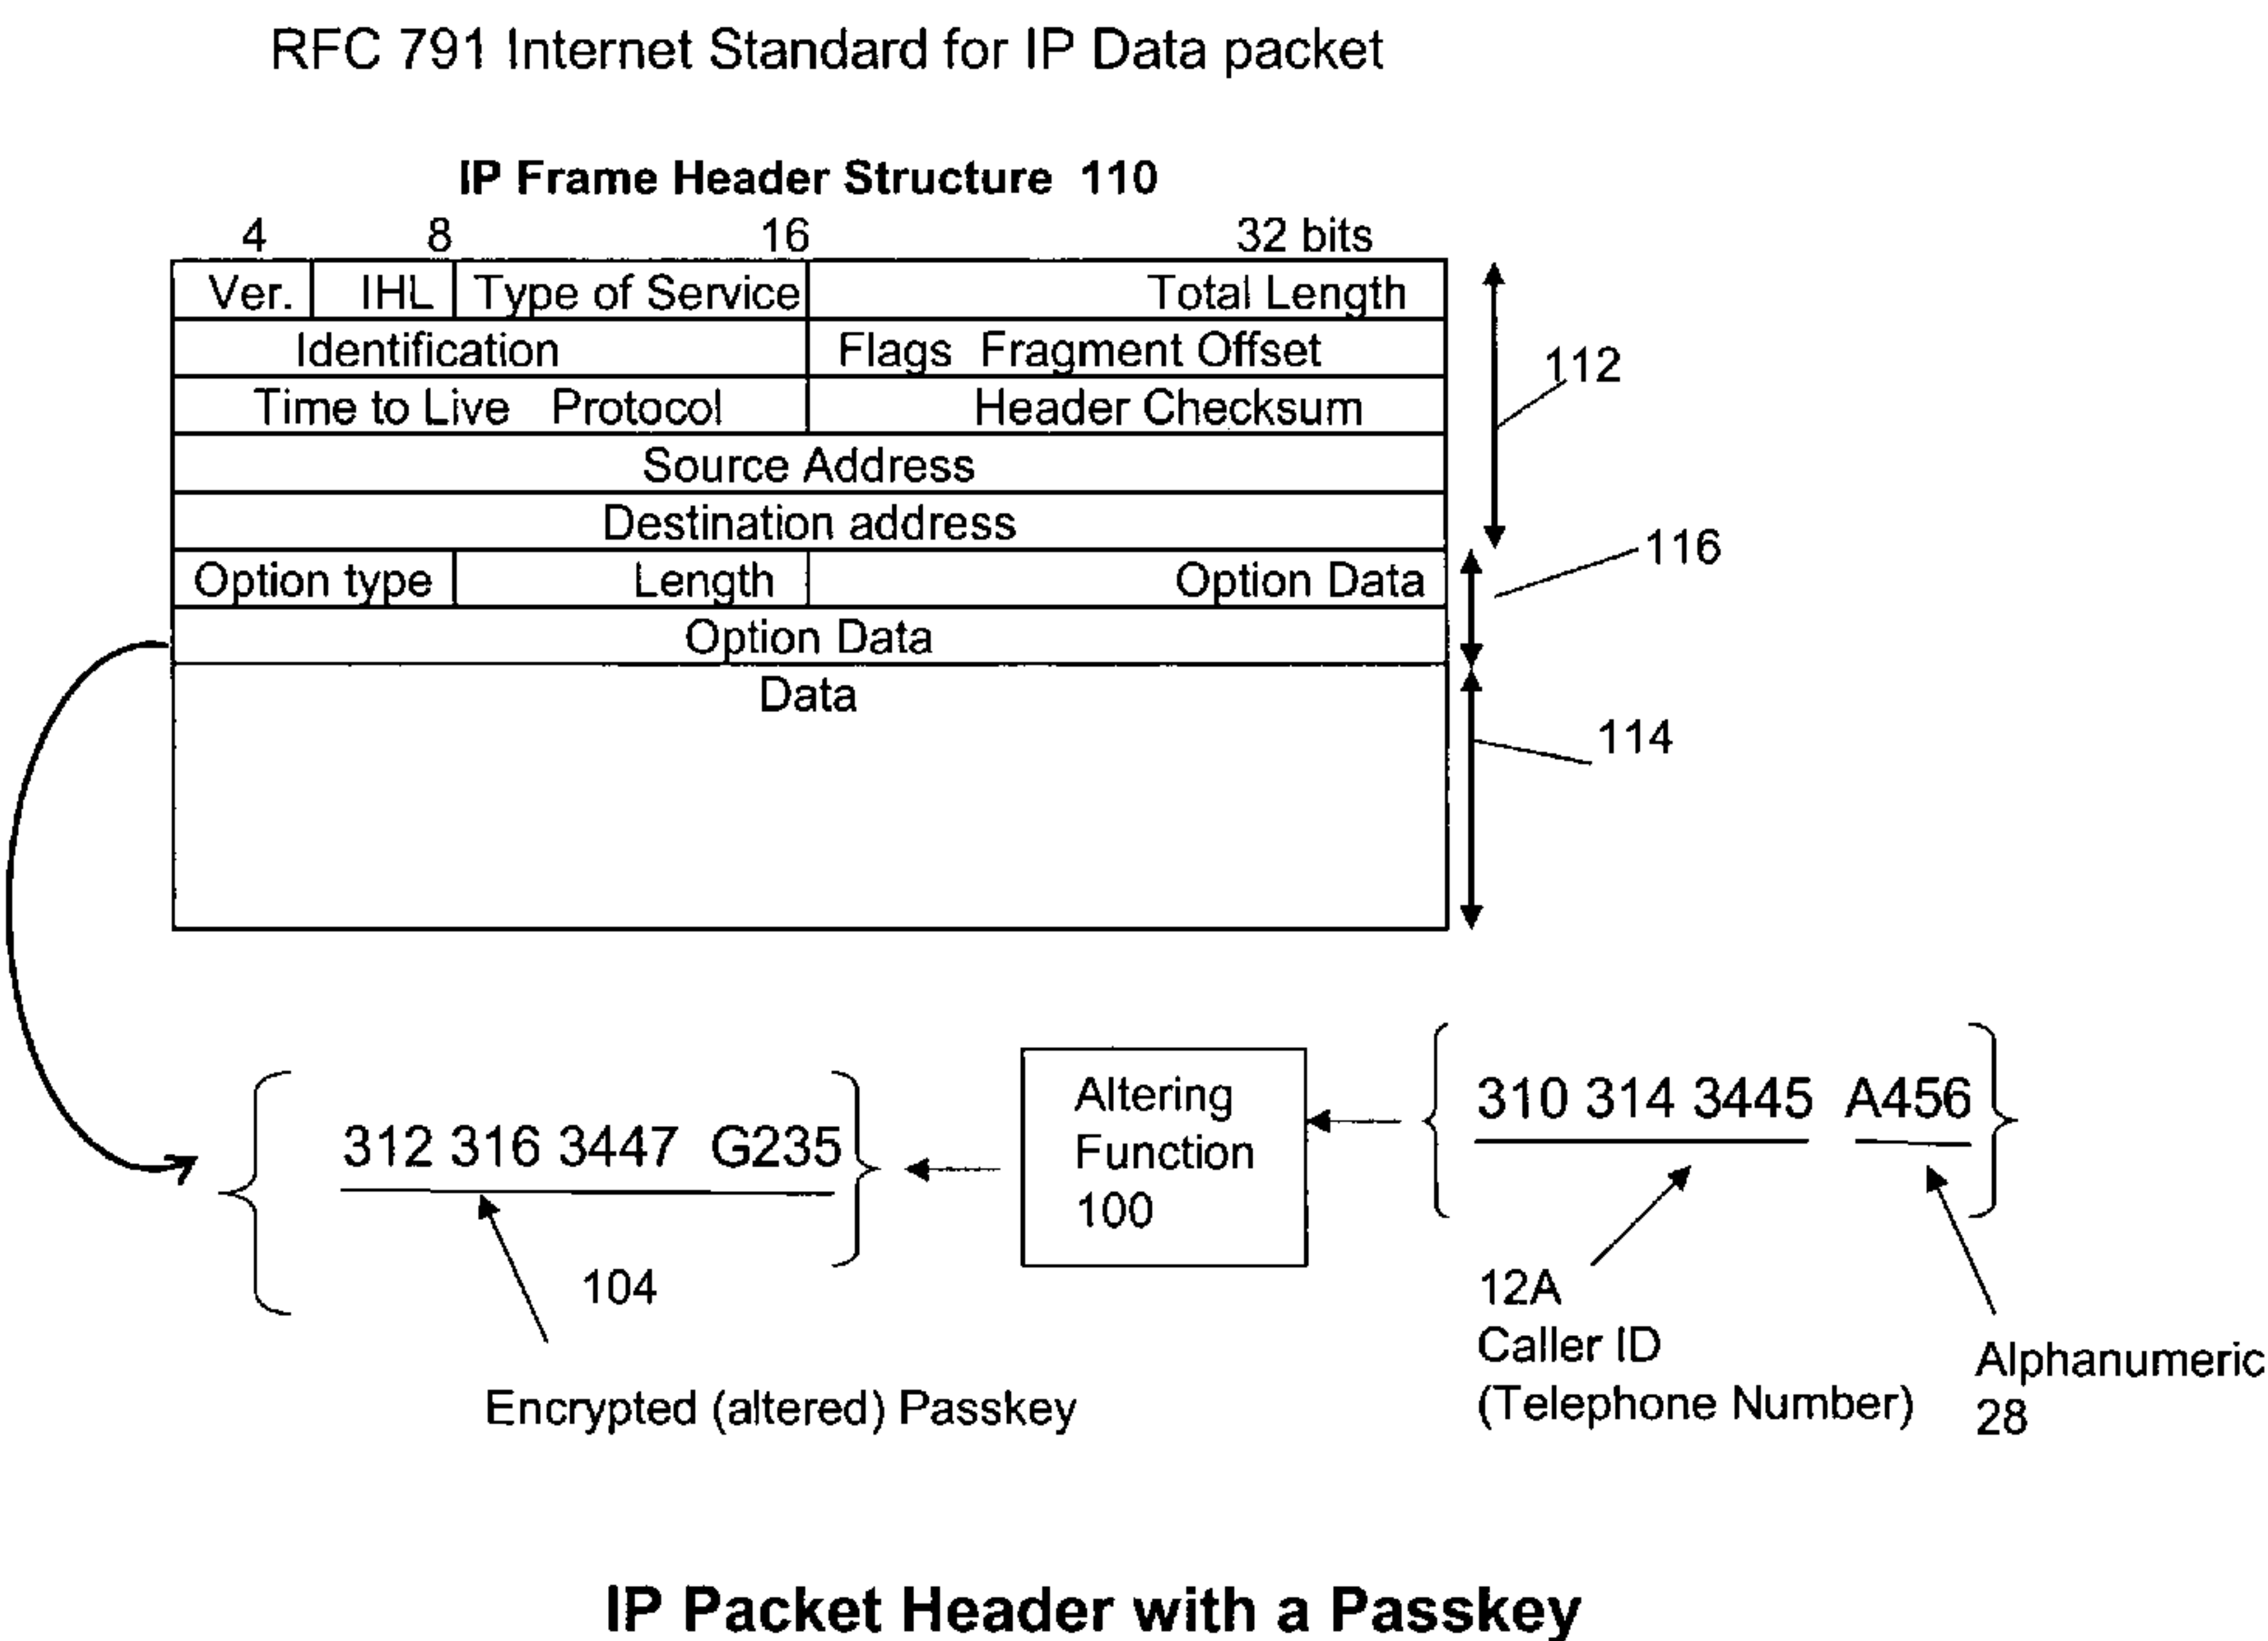 RFC 791 Internet Standard for IP Data packet
IP Frame Header Structure 110
4 8 16 32 bits
Ver. IHL Type of Service Total Length
Identification Flags Fragment Offset
112
Time to Live Protocol Header Checksum
Source Address
Destination address
116
Option type Length Option Data
Option Data
Data
114
310 314 3445 A456
312 316 3447 G235
Altering
Function
100
104
12A
Caller ID
(Telephone Number)
Alphanumeric
28
Encrypted (altered) Passkey
IP Packet Header with a Passkey